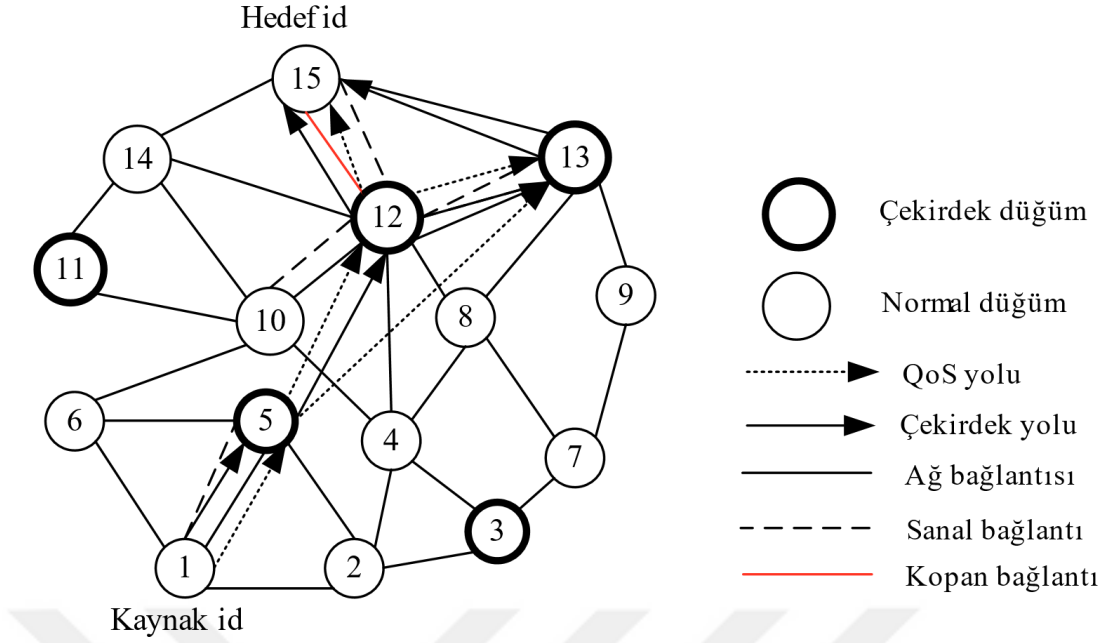 Hedef id
15
14
13
12
11
10
9
8
6
5
4
7
3
1
2
Kaynak id
Çekirdek düğüm
Normal düğüm
QoS yolu
Çekirdek yolu
Ağ bağlantısı
Sanal bağlantı
Kopan bağlantı